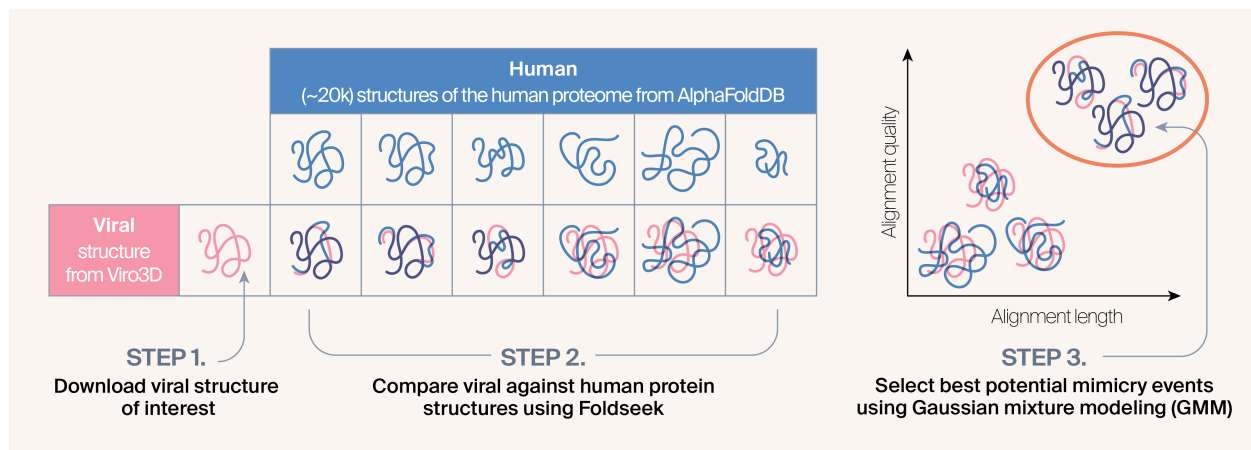 Human
(~20k) structures of the human proteome from AlphaFoldDB
Viral
structure
from Viro3D
STEP 1.
Download viral structure
of interest
STEP 2.
Compare viral against human protein
structures using Foldseek
Alignment quality
Alignment length
STEP 3.
Select best potential mimicry events
using Gaussian mixture modeling (GMM)